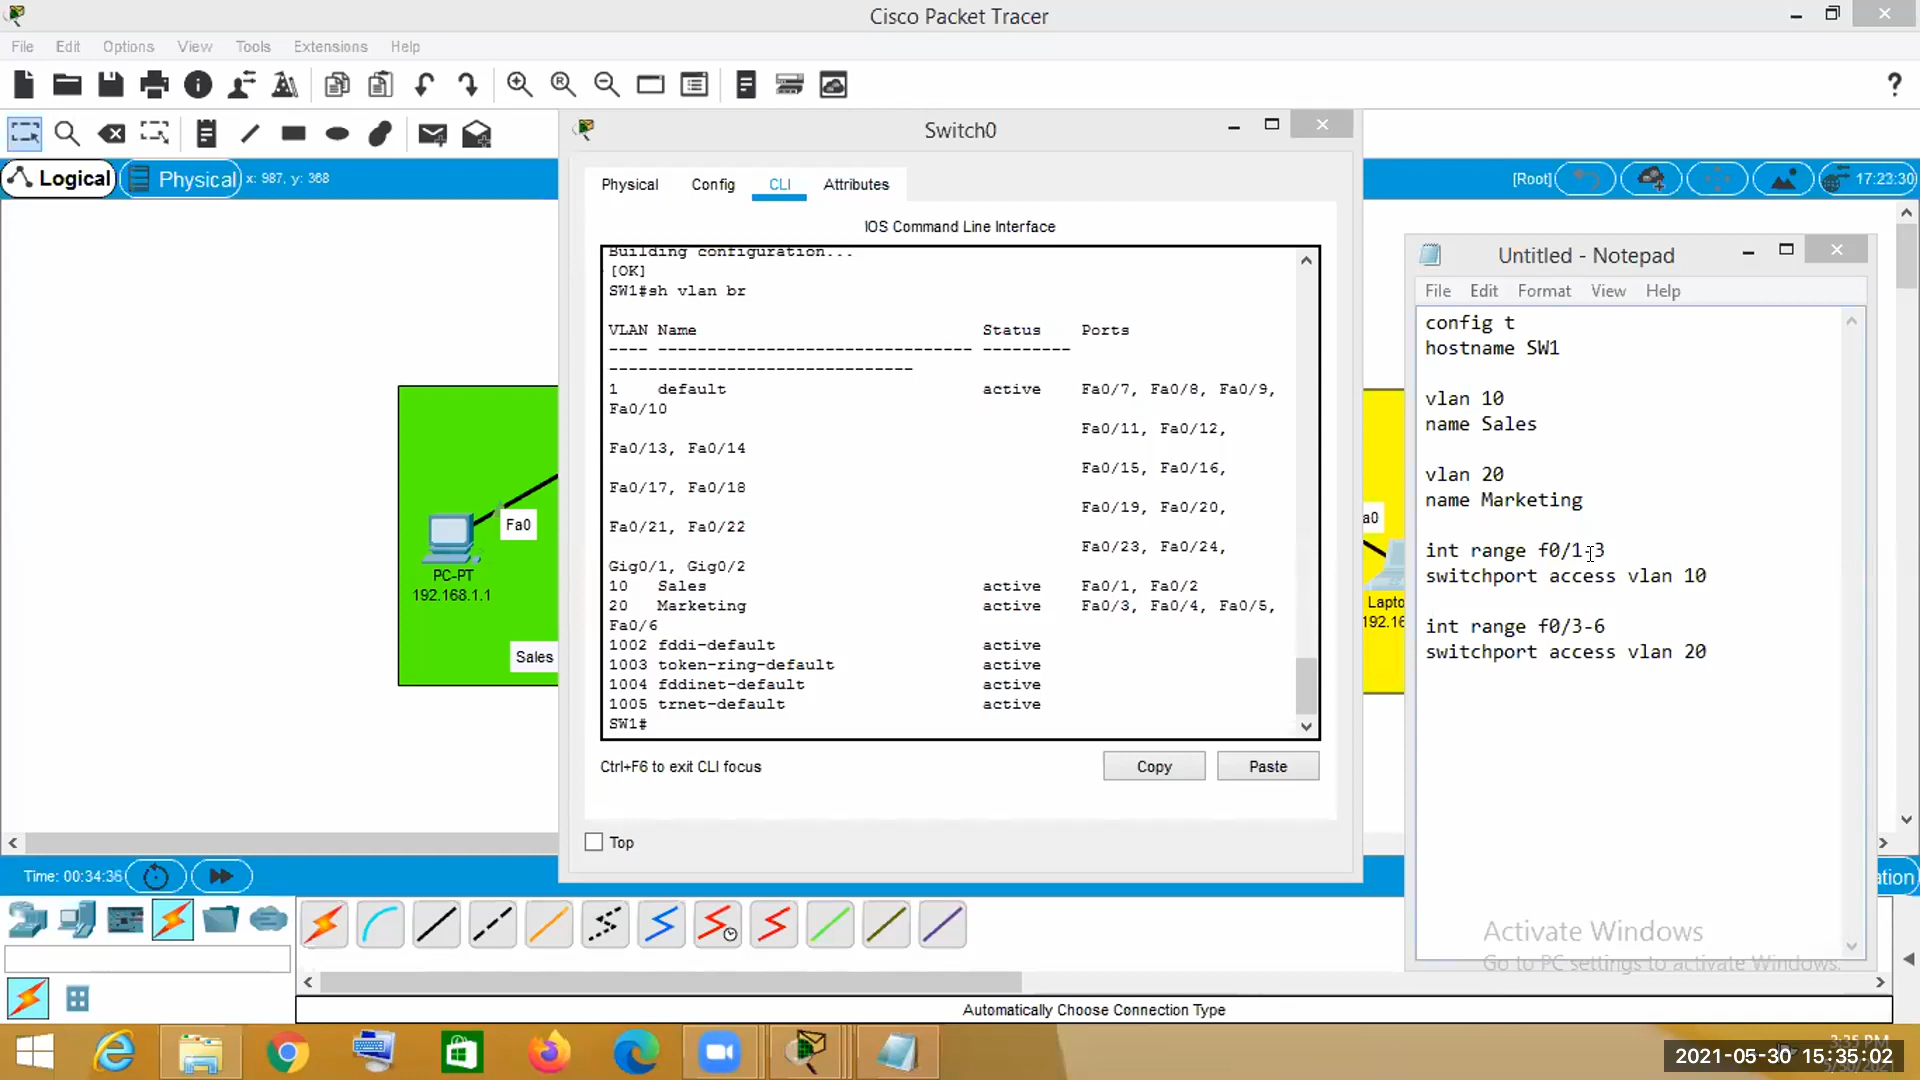 Cisco Packet Tracer
File Edit Options View Tools Extensions Help
?
Logical Physical x: 987, y: 368 [Root] 17:23:30
Switch0
Physical Config CLI Attributes
IOS Command Line Interface
Building configuration...
[OK]
SW1#sh vlan br
VLAN Name Status Ports
---- -------------------------------- ---------
-------------------------------
1 default active Fa0/7, Fa0/8, Fa0/9,
Fa0/10
Fa0/11, Fa0/12,
Fa0/13, Fa0/14
Fa0/15, Fa0/16,
Fa0/17, Fa0/18
Fa0/19, Fa0/20,
Fa0/21, Fa0/22
Fa0/23, Fa0/24,
Gig0/1, Gig0/2
10 Sales active Fa0/1, Fa0/2
20 Marketing active Fa0/3, Fa0/4, Fa0/5,
Fa0/6
1002 fddi-default active
1003 token-ring-default active
1004 fddinet-default active
1005 trnet-default active
SW1#
Ctrl+F6 to exit CLI focus
Copy Paste
Top
Fa0
PC-PT
192.168.1.1
Sales
a0
Lapto
192.16
Untitled - Notepad
File Edit Format View Help
config t
hostname SW1
vlan 10
name Sales
vlan 20
name Marketing
int range f0/1-3
switchport access vlan 10
int range f0/3-6
switchport access vlan 20
Activate Windows
Go to PC settings to activate Windows.
Time: 00:34:36
ation
Automatically Choose Connection Type
3:35 PM
2021-05-30 15:35:02